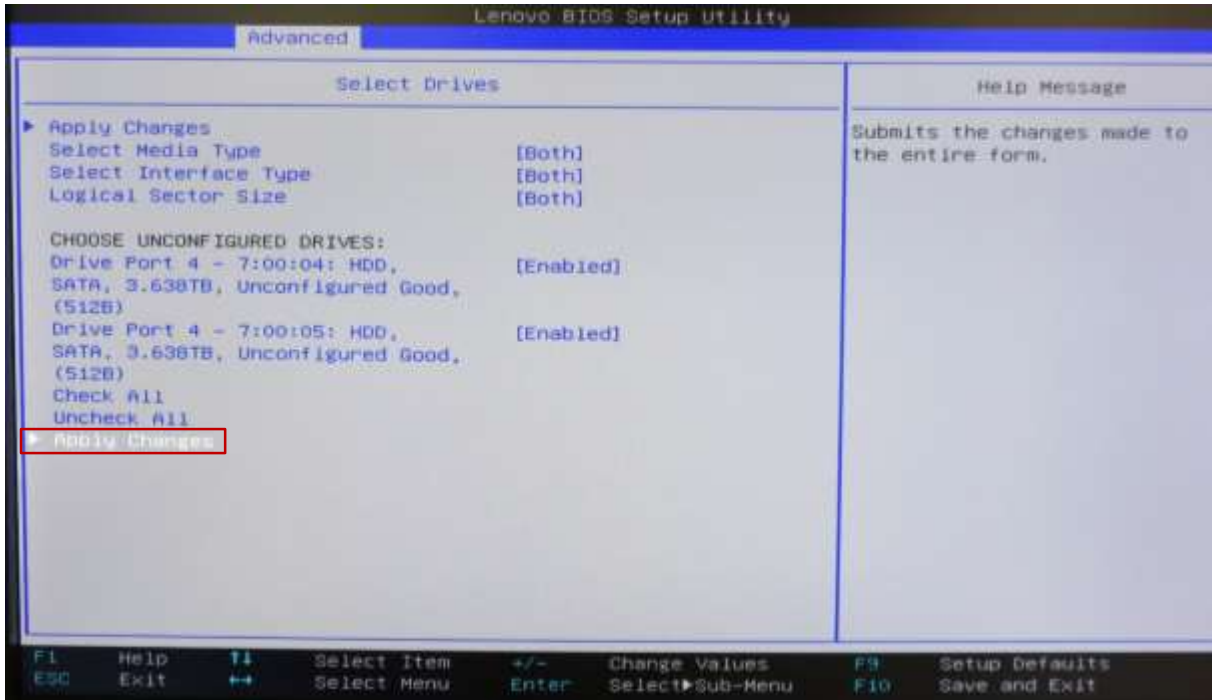 Lenovo BIOS Setup Utility
Advanced
Select Drives
Help Message
▶ Apply Changes
Select Media Type [Both]
Select Interface Type [Both]
Logical Sector Size [Both]
CHOOSE UNCONFIGURED DRIVES:
Drive Port 4 - 7:00:04: HDD, [Enabled]
SATA, 3.638TB, Unconfigured Good,
(512B)
Drive Port 4 - 7:00:05: HDD, [Enabled]
SATA, 3.638TB, Unconfigured Good,
(512B)
Check All
Uncheck All
▶ Apply Changes
Submits the changes made to
the entire form.
F1 Help ↑↓ Select Item +/- Change Values F9 Setup Defaults
ESC Exit ↔ Select Menu Enter Select▶Sub-Menu F10 Save and Exit